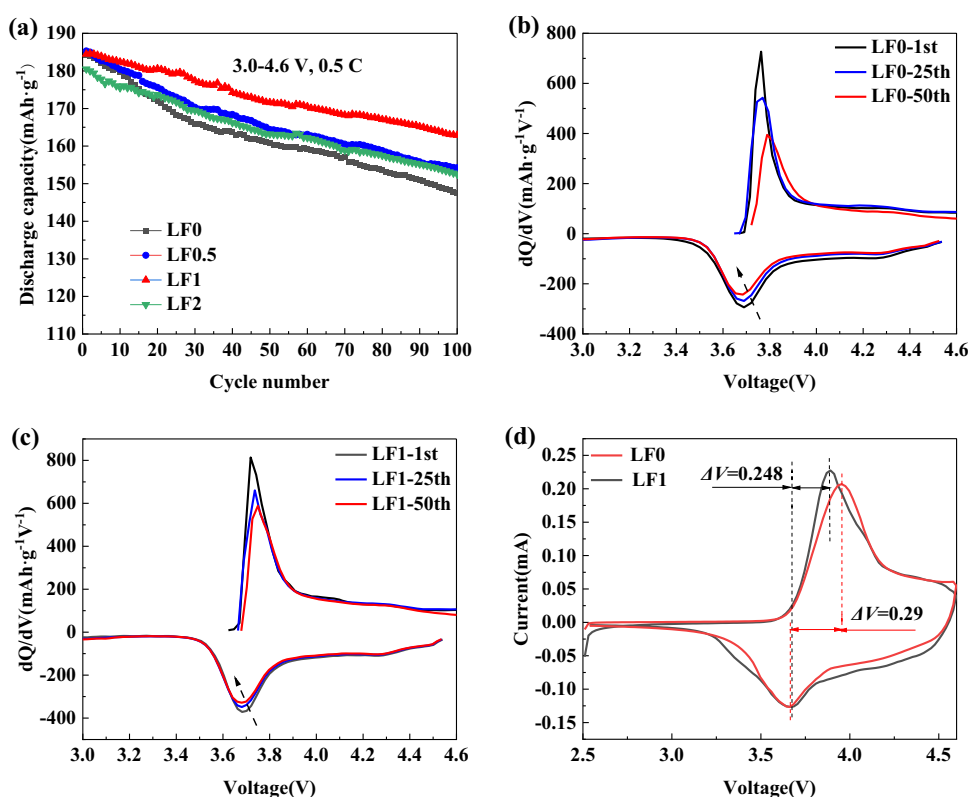 (a)
190
180
170
160
150
140
130
120
110
Discharge capacity(mAh·g⁻¹)
3.0-4.6 V, 0.5 C
LF0
LF0.5
LF1
LF2
0 10 20 30 40 50 60 70 80 90 100
Cycle number
(b)
800
600
400
200
0
-200
-400
dQ/dV(mAh·g⁻¹V⁻¹)
LF0-1st
LF0-25th
LF0-50th
3.0 3.2 3.4 3.6 3.8 4.0 4.2 4.4 4.6
Voltage(V)
(c)
800
600
400
200
0
-200
-400
dQ/dV(mAh·g⁻¹V⁻¹)
LF1-1st
LF1-25th
LF1-50th
3.0 3.2 3.4 3.6 3.8 4.0 4.2 4.4 4.6
Voltage(V)
(d)
0.25
0.20
0.15
0.10
0.05
0.00
-0.05
-0.10
-0.15
Current(mA)
LF0
LF1
ΔV=0.248
ΔV=0.29
2.5 3.0 3.5 4.0 4.5
Voltage(V)